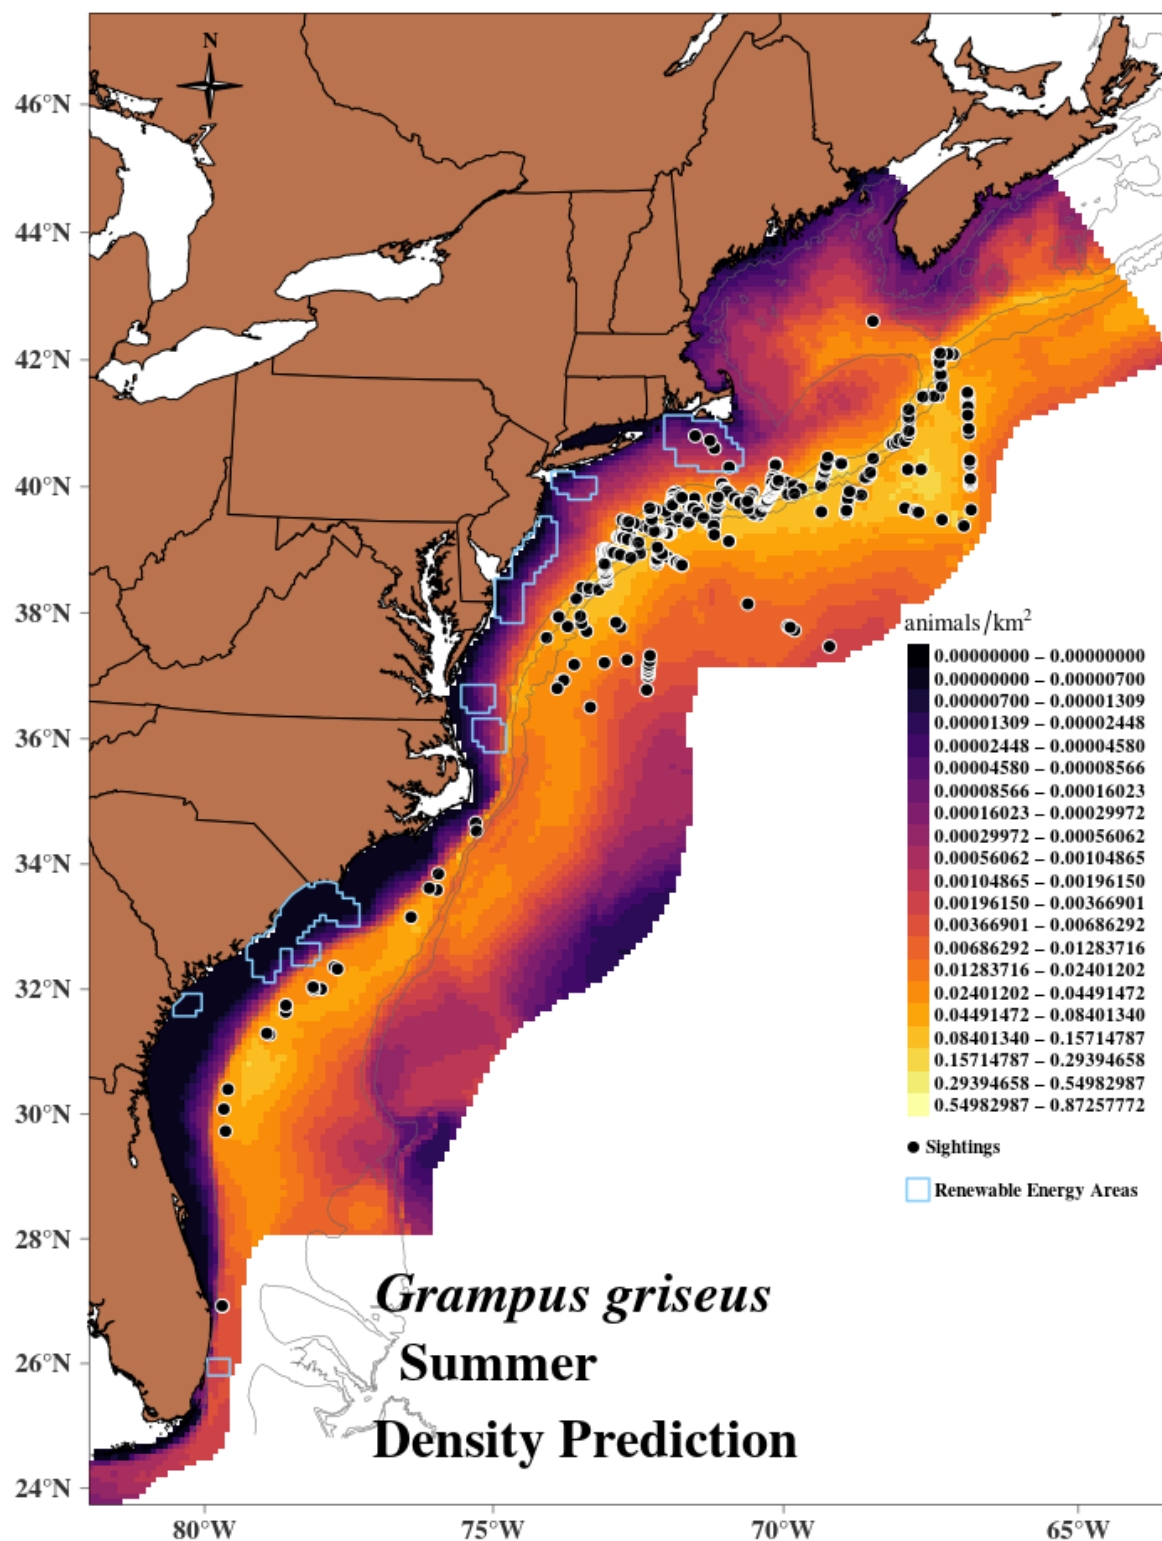 N
46°N
44°N
42°N
40°N
38°N
36°N
34°N
32°N
30°N
28°N
26°N
24°N
80°W
75°W
70°W
65°W
animals/km²
0.00000000 – 0.00000000
0.00000000 – 0.00000700
0.00000700 – 0.00001309
0.00001309 – 0.00002448
0.00002448 – 0.00004580
0.00004580 – 0.00008566
0.00008566 – 0.00016023
0.00016023 – 0.00029972
0.00029972 – 0.00056062
0.00056062 – 0.00104865
0.00104865 – 0.00196150
0.00196150 – 0.00366901
0.00366901 – 0.00686292
0.00686292 – 0.01283716
0.01283716 – 0.02401202
0.02401202 – 0.04491472
0.04491472 – 0.08401340
0.08401340 – 0.15714787
0.15714787 – 0.29394658
0.29394658 – 0.54982987
0.54982987 – 0.87257772
Sightings
Renewable Energy Areas
Grampus griseus
Summer
Density Prediction